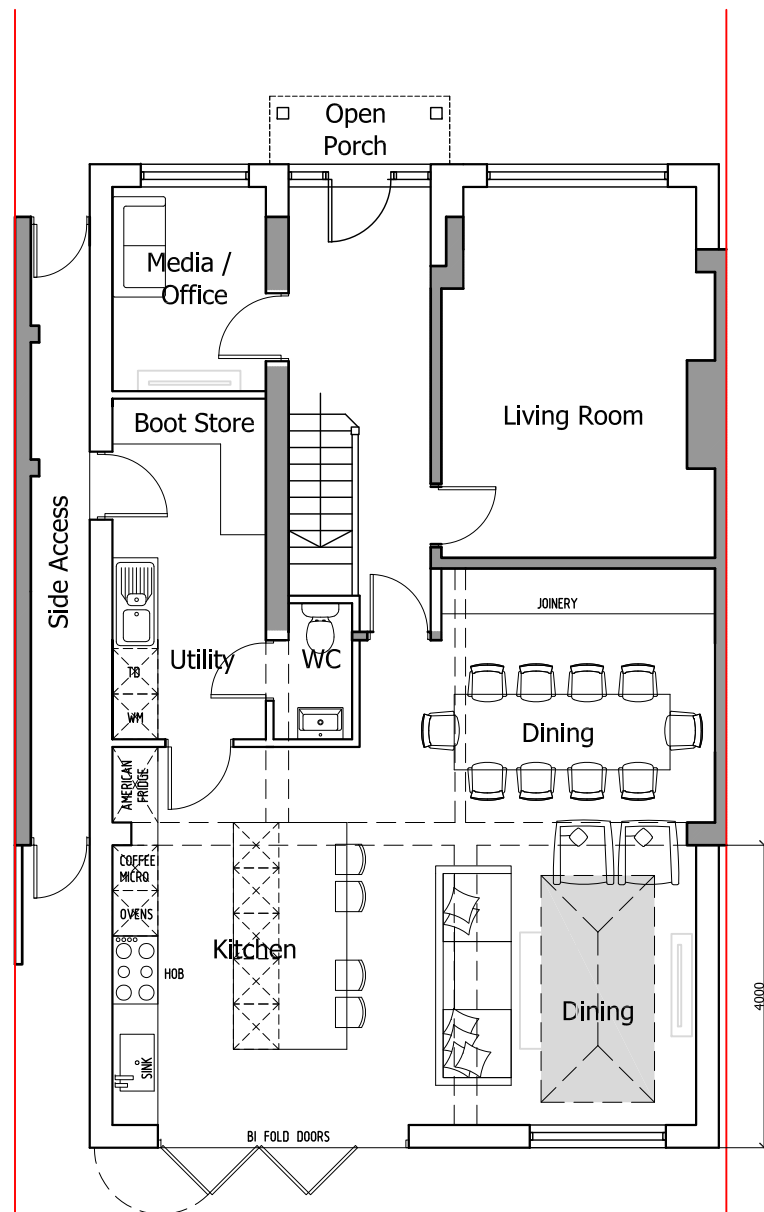 Open
Porch
Media /
Office
Boot Store
Living Room
Side Access
JOINERY
Utility
WC
TD
WM
Dining
AMERICAN
FRIDGE
COFFEE
MICRO
OVENS
Kitchen
HOB
Dining
4000
SINK
BI FOLD DOORS